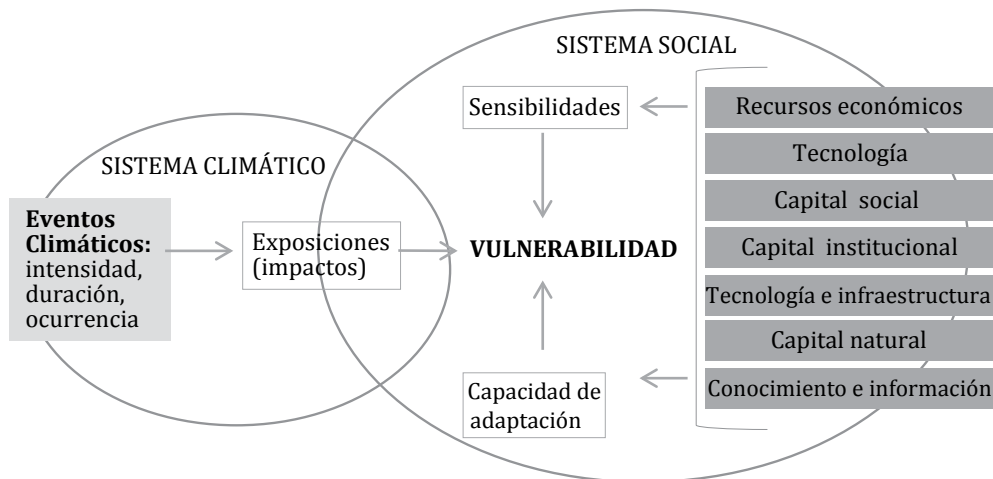 SISTEMA SOCIAL
Sensibilidades
Recursos económicos
Tecnología
SISTEMA CLIMÁTICO
Capital social
Eventos
Climáticos:
intensidad,
duración,
ocurrencia
Exposiciones
(impactos)
VULNERABILIDAD
Capital institucional
Tecnología e infraestructura
Capital natural
Capacidad de
adaptación
Conocimiento e información